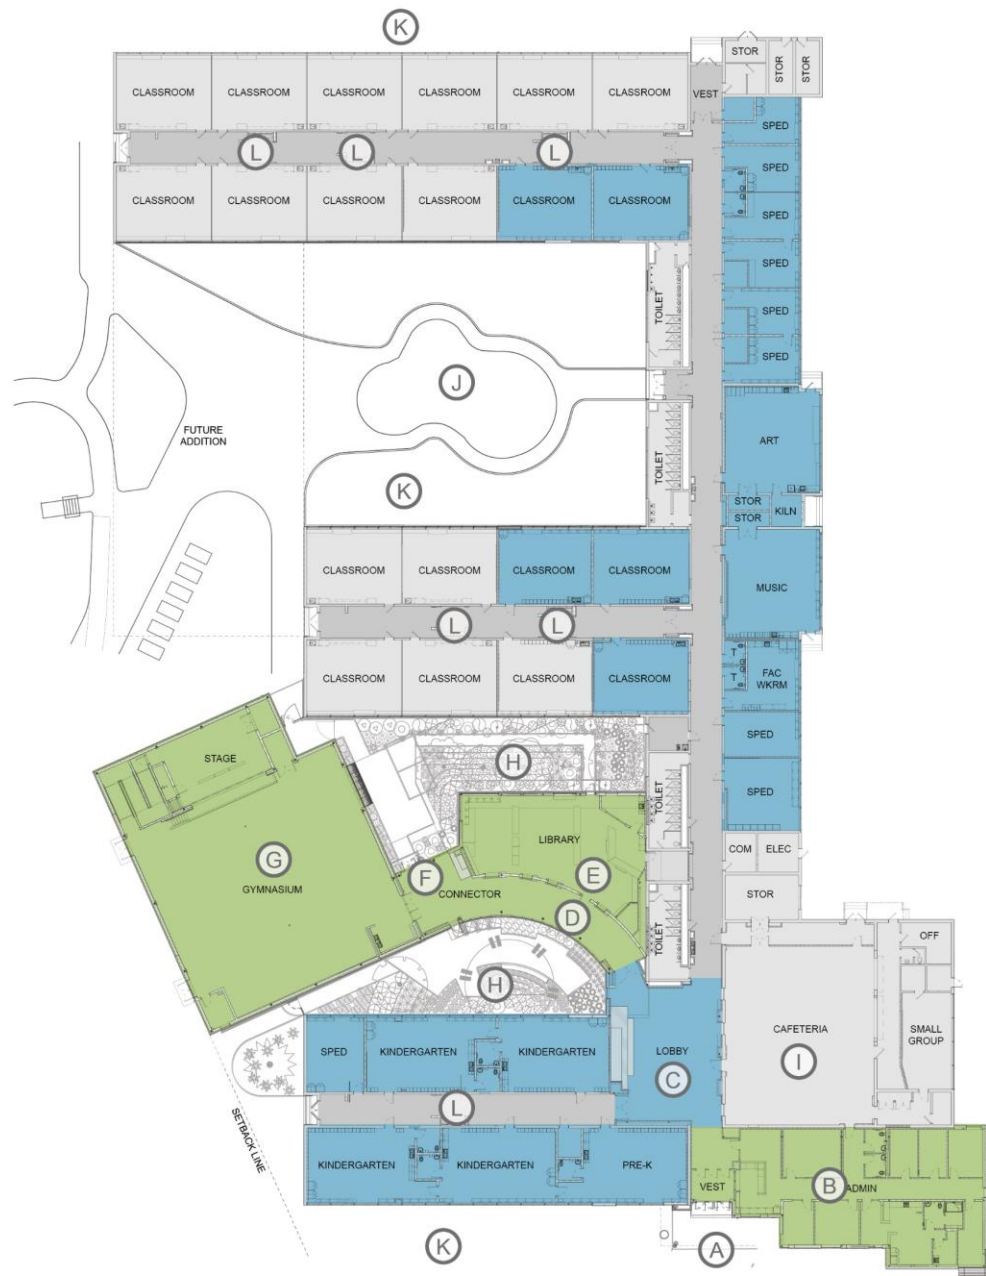 K
STOR
STOR
STOR
CLASSROOM CLASSROOM CLASSROOM CLASSROOM CLASSROOM CLASSROOM
VEST
SPED
L L L
SPED
CLASSROOM CLASSROOM CLASSROOM CLASSROOM CLASSROOM CLASSROOM
SPED
SPED
TOILET
SPED
SPED
J
FUTURE
ADDITION
ART
TOILET
K
STOR
STOR
KILN
CLASSROOM CLASSROOM CLASSROOM CLASSROOM
MUSIC
L L
T
T
FAC
WKRM
CLASSROOM CLASSROOM CLASSROOM CLASSROOM
SPED
STAGE
H
SPED
TOILET
LIBRARY
COM ELEC
G
GYMNASIUM
F
CONNECTOR
E
STOR
D
TOILET
OFF
H
CAFETERIA
SMALL
GROUP
SPED KINDERGARTEN KINDERGARTEN
LOBBY
C
I
L
SETBACK LINE
KINDERGARTEN KINDERGARTEN PRE-K
VEST
B
ADMIN
K
A